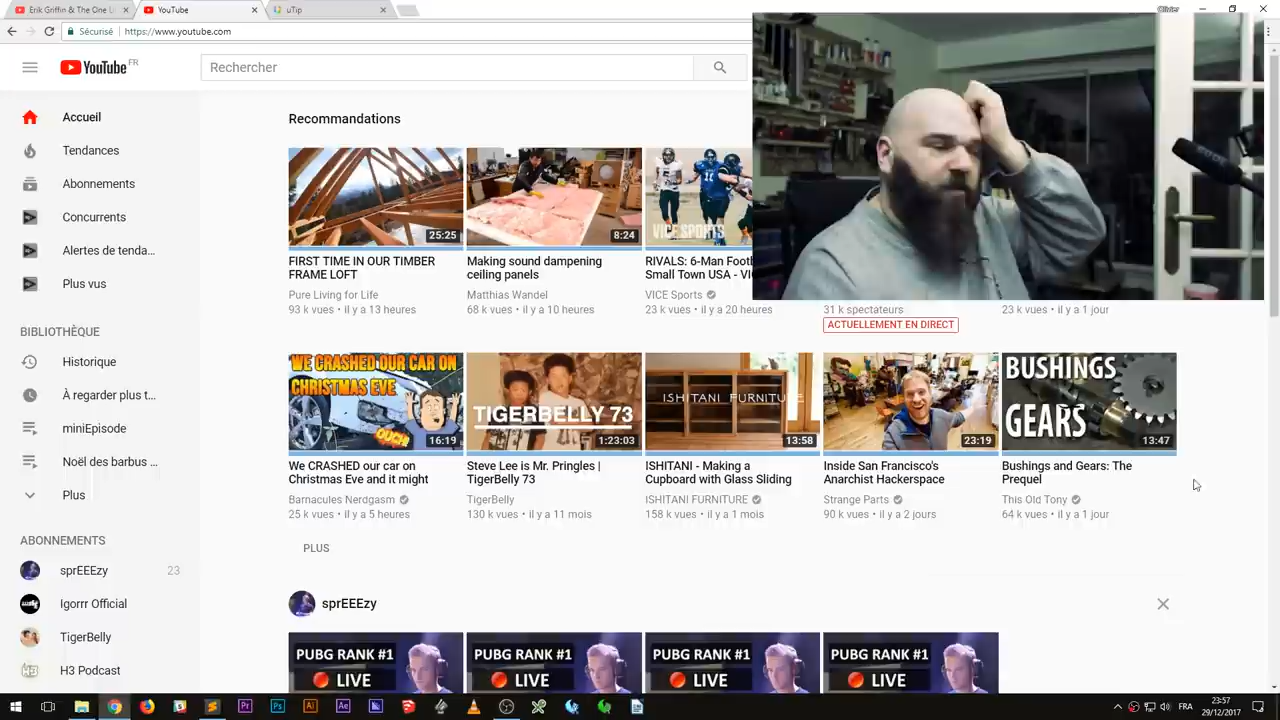 Erik Griffin & The One U
YouTube
uTip
Olivier
Sécurisé
https://www.youtube.com
YouTube FR
Rechercher
Accueil
Tendances
Abonnements
Concurrents
Alertes de tenda...
Plus vus
BIBLIOTHÈQUE
Historique
À regarder plus t...
miniEpisode
Noël des barbus ...
Plus
ABONNEMENTS
sprEEEzy 23
Igorrr Official
TigerBelly
H3 Podcast
Recommandations
25:25
FIRST TIME IN OUR TIMBER
FRAME LOFT
Pure Living for Life
93 k vues • il y a 13 heures
8:24
Making sound dampening
ceiling panels
Matthias Wandel
68 k vues • il y a 10 heures
VICE SPORTS
RIVALS: 6-Man Footb
Small Town USA - VI
VICE Sports
23 k vues • il y a 20 heures
31 k spectateurs
ACTUELLEMENT EN DIRECT
23 k vues • il y a 1 jour
WE CRASHED OUR CAR ON
CHRISTMAS EVE
OUCH!
16:19
We CRASHED our car on
Christmas Eve and it might
Barnacules Nerdgasm
25 k vues • il y a 5 heures
TIGERBELLY 73
1:23:03
Steve Lee is Mr. Pringles |
TigerBelly 73
TigerBelly
130 k vues • il y a 11 mois
ISHITANI FURNITURE
13:58
ISHITANI - Making a
Cupboard with Glass Sliding
ISHITANI FURNITURE
158 k vues • il y a 1 mois
23:19
Inside San Francisco's
Anarchist Hackerspace
Strange Parts
90 k vues • il y a 2 jours
BUSHINGS
GEARS
13:47
Bushings and Gears: The
Prequel
This Old Tony
64 k vues • il y a 1 jour
PLUS
sprEEEzy
PUBG RANK #1
LIVE
PUBG RANK #1
LIVE
PUBG RANK #1
LIVE
PUBG RANK #1
LIVE
RODE
H3
Pr
Ps
Ai
Ae
FR
23:57
29/12/2017